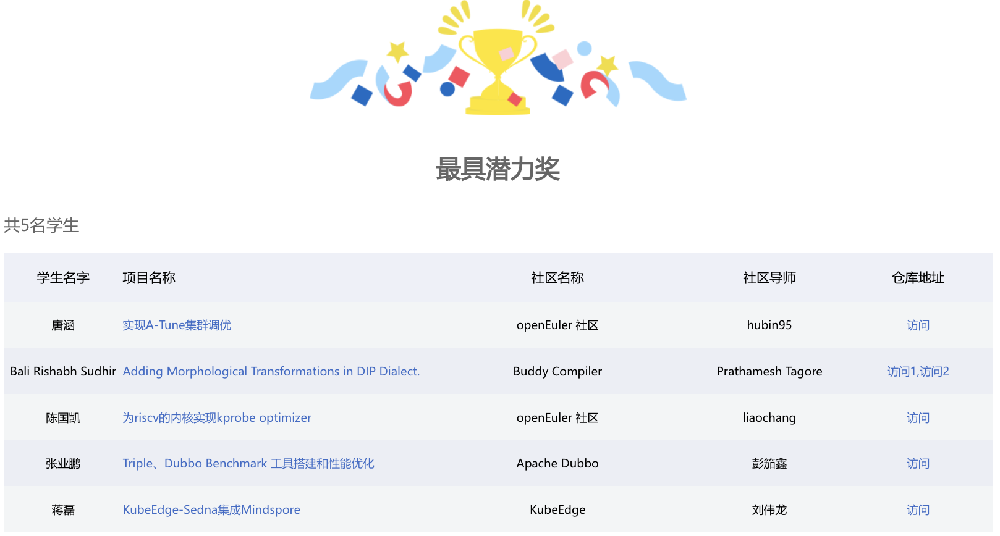 最具潜力奖
共5名学生
学生名字 项目名称 社区名称 社区导师 仓库地址
唐涵 实现A-Tune集群调优 openEuler 社区 hubin95 访问
Bali Rishabh Sudhir Adding Morphological Transformations in DIP Dialect. Buddy Compiler Prathamesh Tagore 访问1,访问2
陈国凯 为riscv的内核实现kprobe optimizer openEuler 社区 liaochang 访问
张业鹏 Triple、Dubbo Benchmark 工具搭建和性能优化 Apache Dubbo 彭笳鑫 访问
蒋磊 KubeEdge-Sedna集成Mindspore KubeEdge 刘伟龙 访问